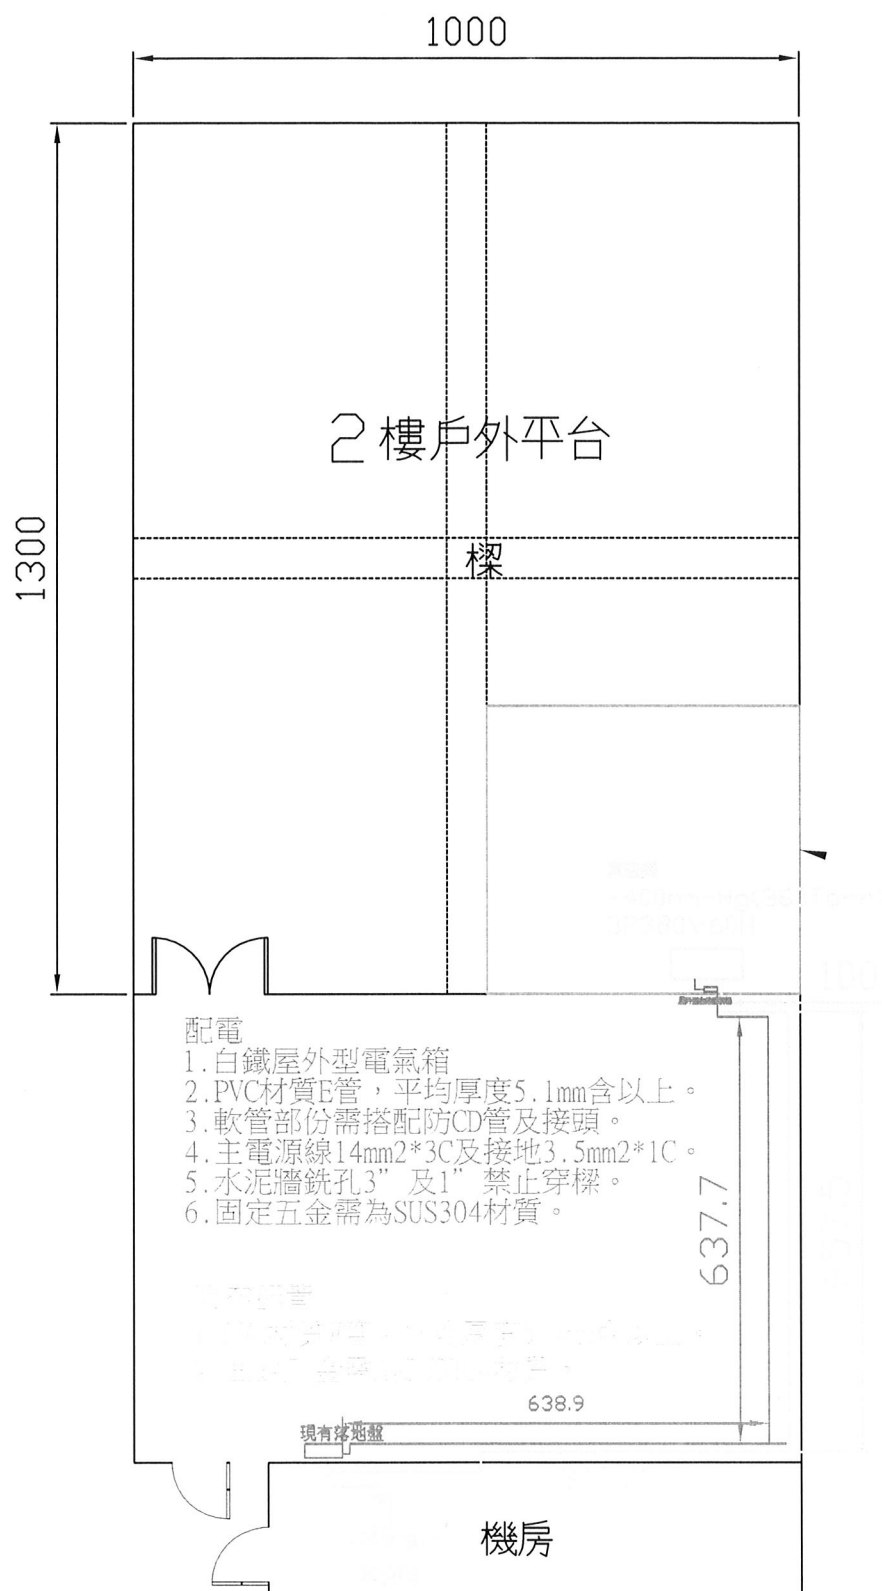 1000
2樓戶外平台
1300
樑
配電
1.白鐵屋外型電氣箱
2.PVC材質E管，平均厚度5.1mm含以上。
3.軟管部份需搭配防CD管及接頭。
4.主電源線14mm2*3C及接地3.5mm2*1C。
5.水泥牆銑孔3”及1”禁止穿樑。
6.固定五金需為SUS304材質。
637.7
638.9
現有落地盤
機房